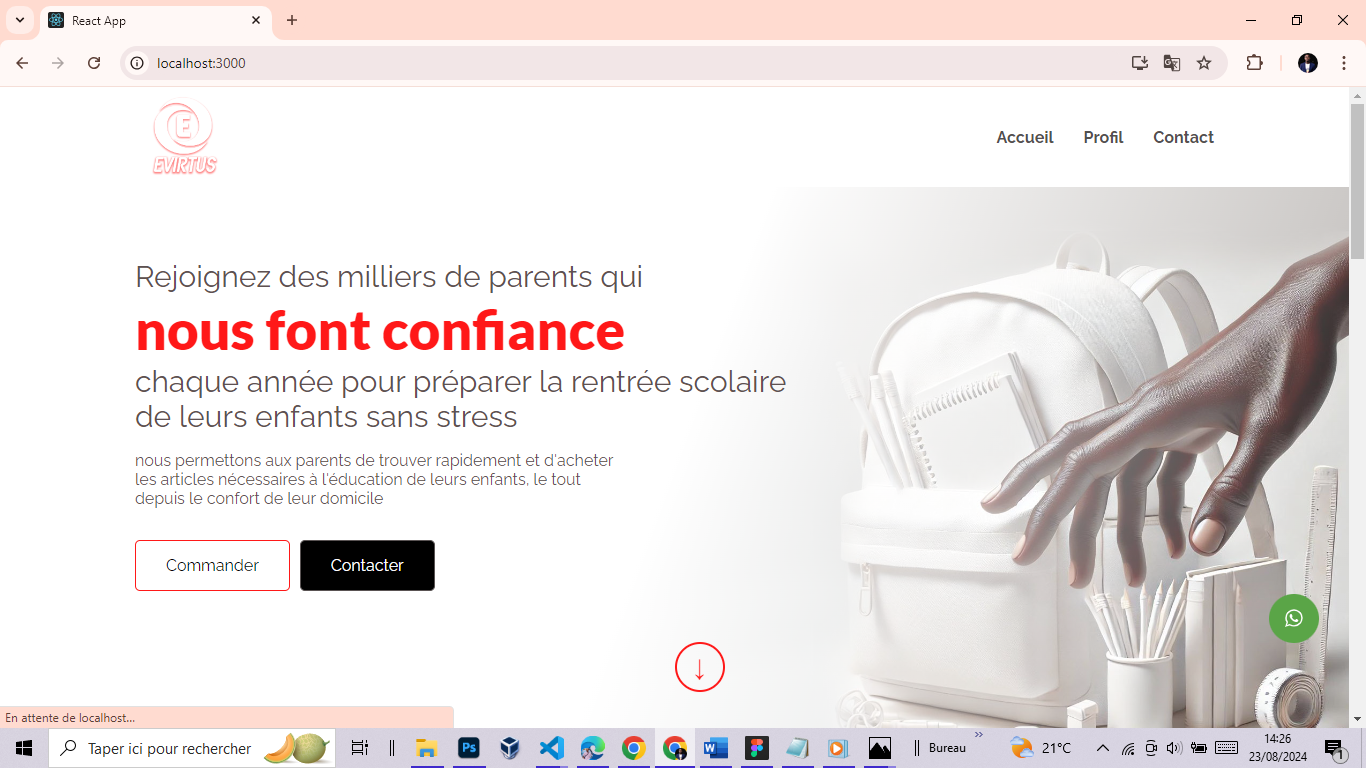 React App
localhost:3000
E
EVIRTUS
Accueil Profil Contact
Rejoignez des milliers de parents qui
nous font confiance
chaque année pour préparer la rentrée scolaire
de leurs enfants sans stress
nous permettons aux parents de trouver rapidement et d'acheter
les articles nécessaires à l'éducation de leurs enfants, le tout
depuis le confort de leur domicile
Commander Contacter
En attente de localhost...
Taper ici pour rechercher
Ps
W
Bureau
21°C
14:26
23/08/2024
1